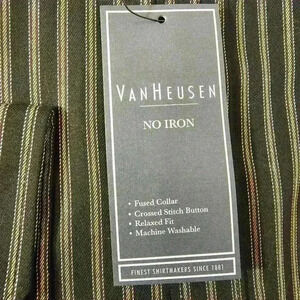 VANHEUSEN
NO IRON
• Fused Collar
• Crossed Stitch Button
• Relaxed Fit
• Machine Washable
FINEST SHIRTMAKERS SINCE 1881